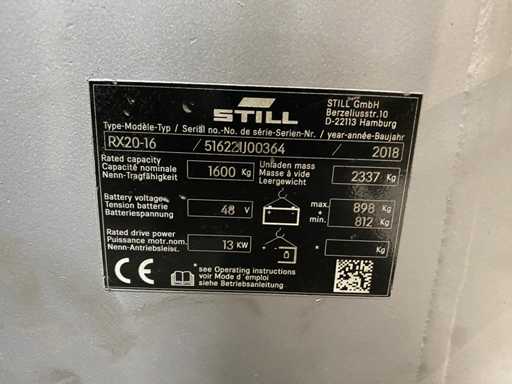 STILL
STILL GmbH
Berzeliusstr.10
D-22113 Hamburg
Type-Modèle-Typ / Serial no.-No. de série-Serien-Nr. / year-année-Baujahr
RX20-16 / 516221J00364 / 2018
Rated capacity
Capacité nominale
Nenn-Tragfähigkeit
1600 Kg
Unladen mass
Masse à vide
Leergewicht
2337 Kg
Battery voltage
Tension batterie
Batteriespannung
48 V
max. 898 Kg
*
min. 812 Kg
Rated drive power
Puissance motr.nom.
Nenn-Antriebsleist.
13 KW
* Kg
CE
*see Operating instructions
voir Mode d'emploi
siehe Betriebsanleitung